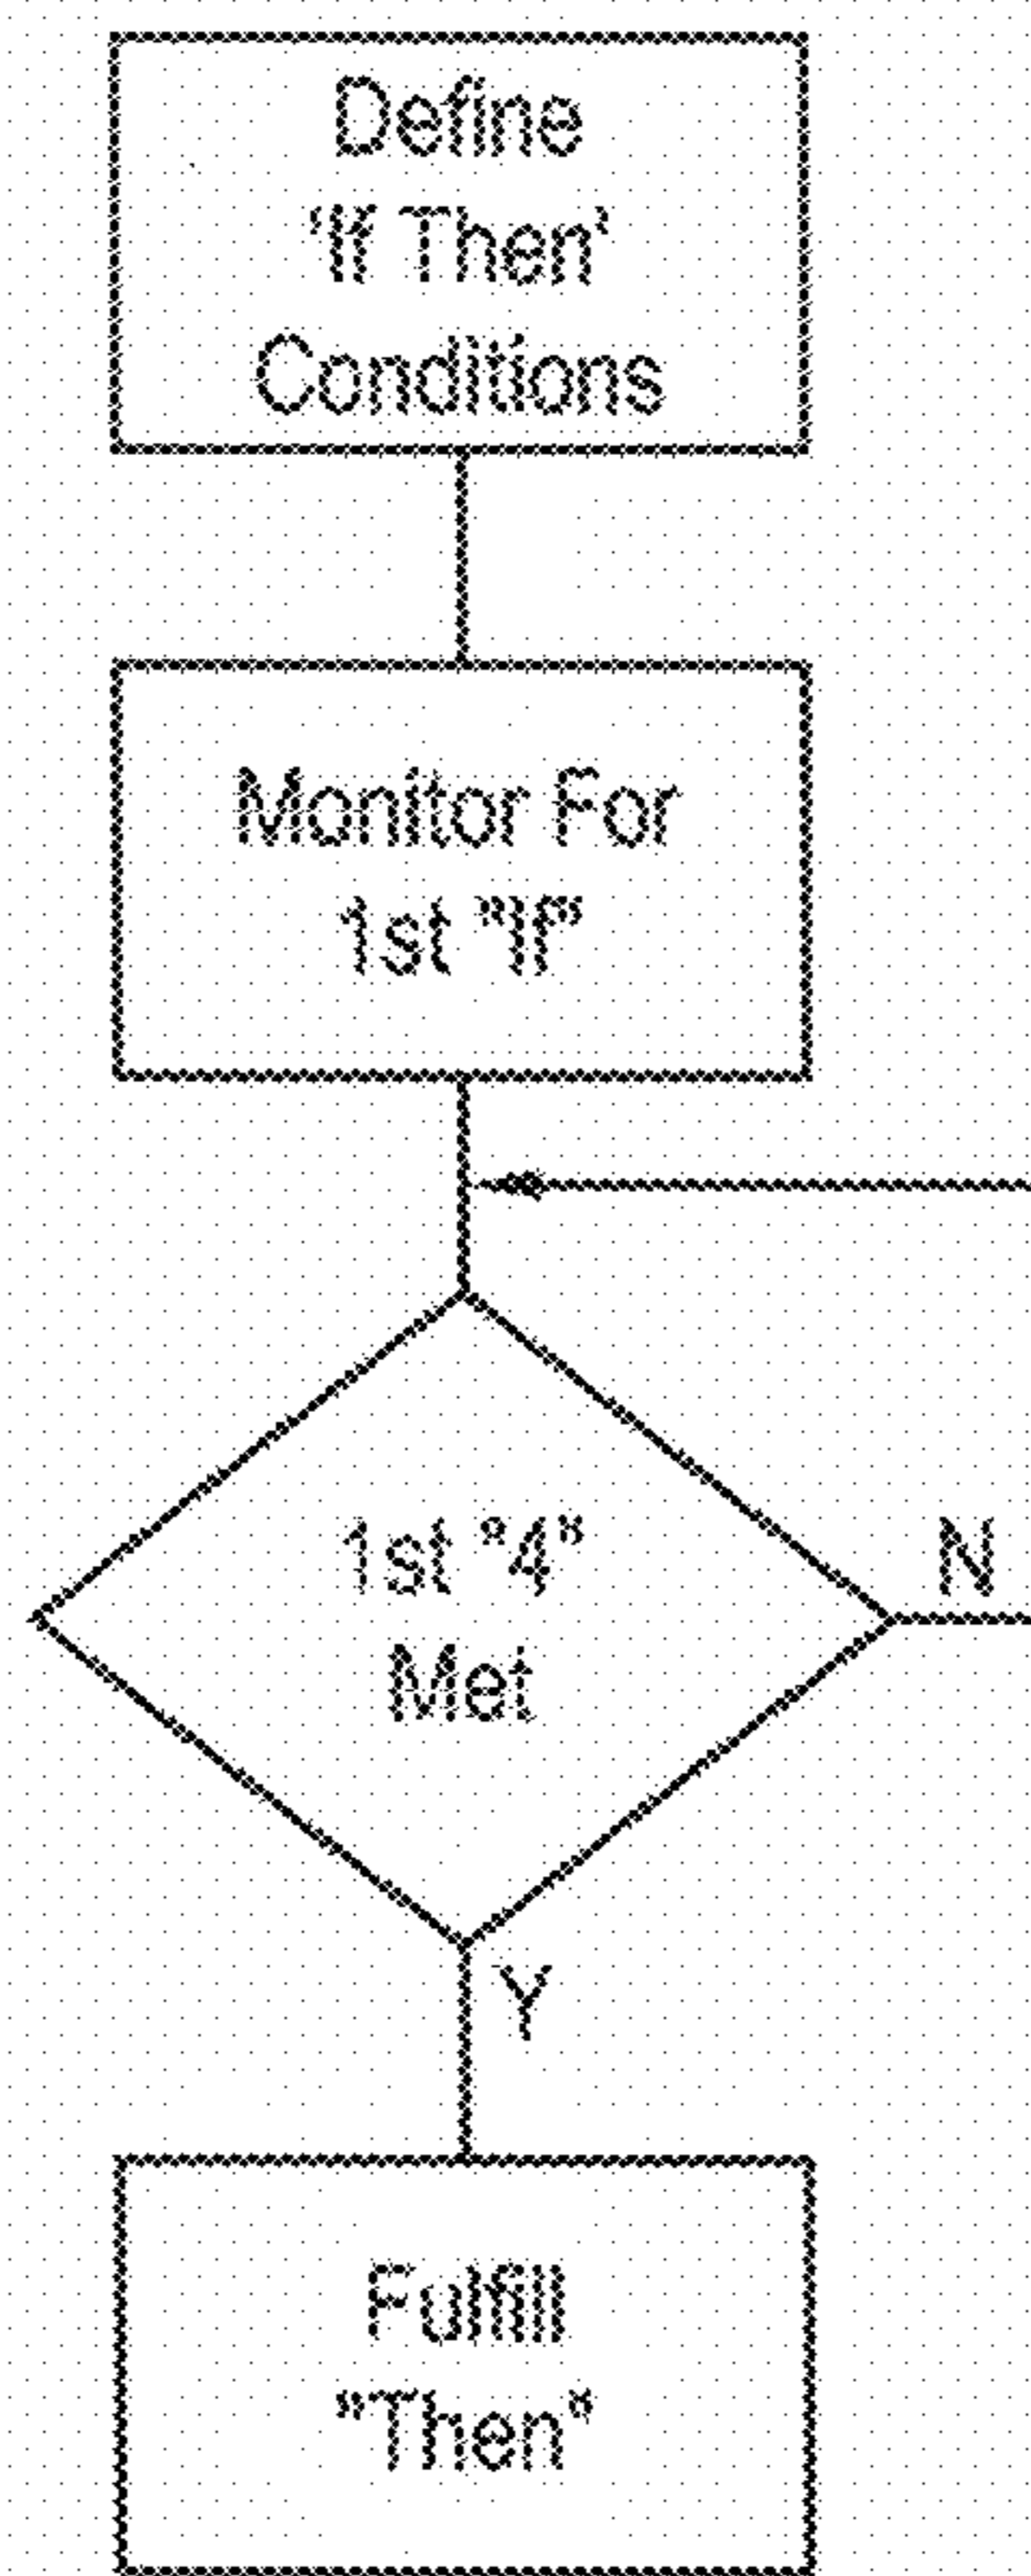 Define
'If Then'
Conditions
Monitor For
1st "If"
1st "4"
Met
N
Y
Fulfill
"Then"